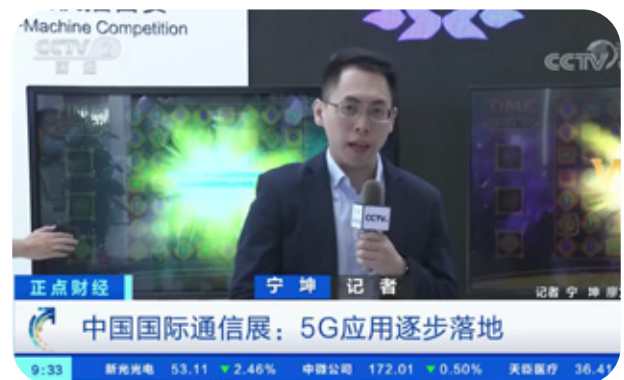 -Machine Competition
CCTV 2
财经
CCTV
TIME
CCTV
正点财经
宁坤 记者
记者 宁 坤
中国国际通信展：5G应用逐步落地
9:33 新光光电 53.11 ▼2.46% 中微公司 172.01 ▼0.50% 天臣医疗 36.41